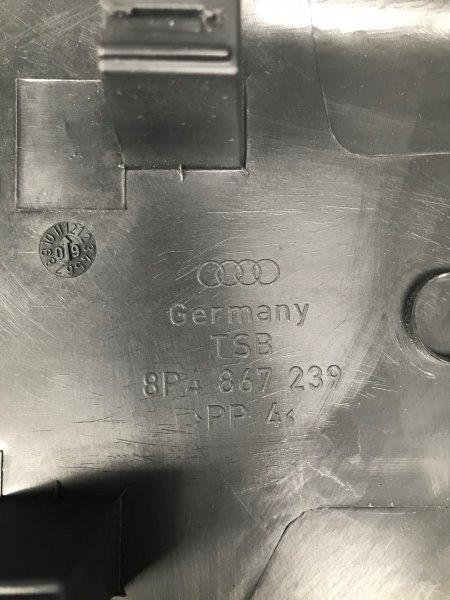 Germany
TSB
8P4 867 239
>PP 4<